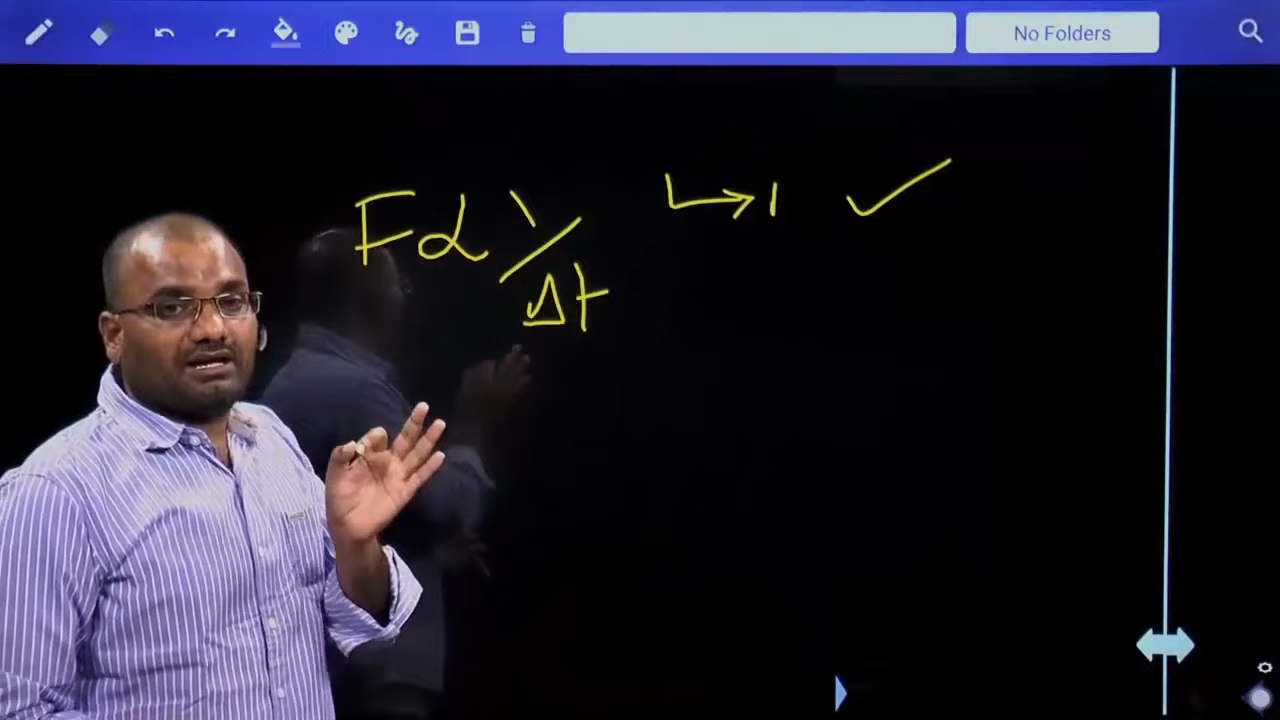 No Folders
F α 1/Δt ↳→ 1 ✓